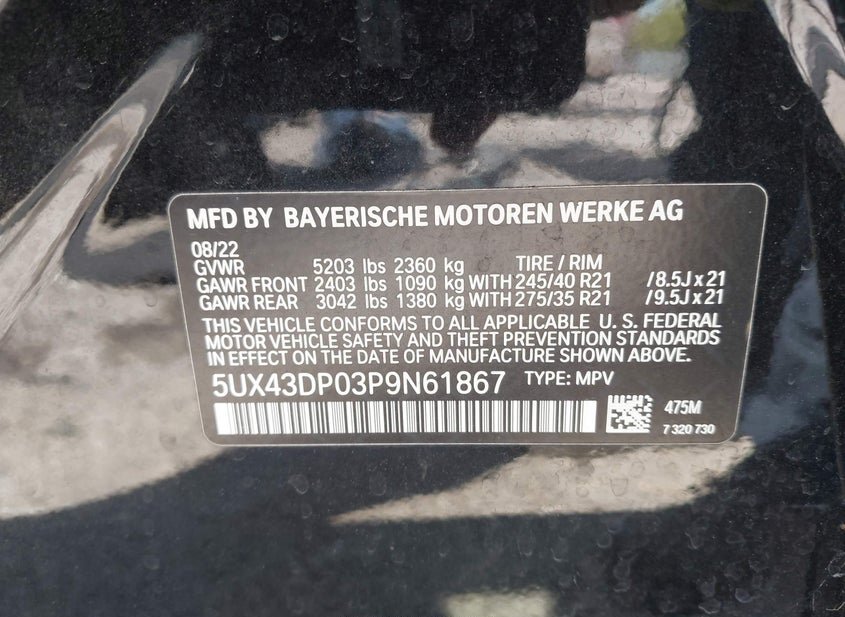 MFD BY BAYERISCHE MOTOREN WERKE AG
08/22
GVWR 5203 lbs 2360 kg TIRE / RIM
GAWR FRONT 2403 lbs 1090 kg WITH 245/40 R21 /8.5J x 21
GAWR REAR 3042 lbs 1380 kg WITH 275/35 R21 /9.5J x 21
THIS VEHICLE CONFORMS TO ALL APPLICABLE U. S. FEDERAL
MOTOR VEHICLE SAFETY AND THEFT PREVENTION STANDARDS
IN EFFECT ON THE DATE OF MANUFACTURE SHOWN ABOVE.
5UX43DP03P9N61867 TYPE: MPV
475M
7 320 730